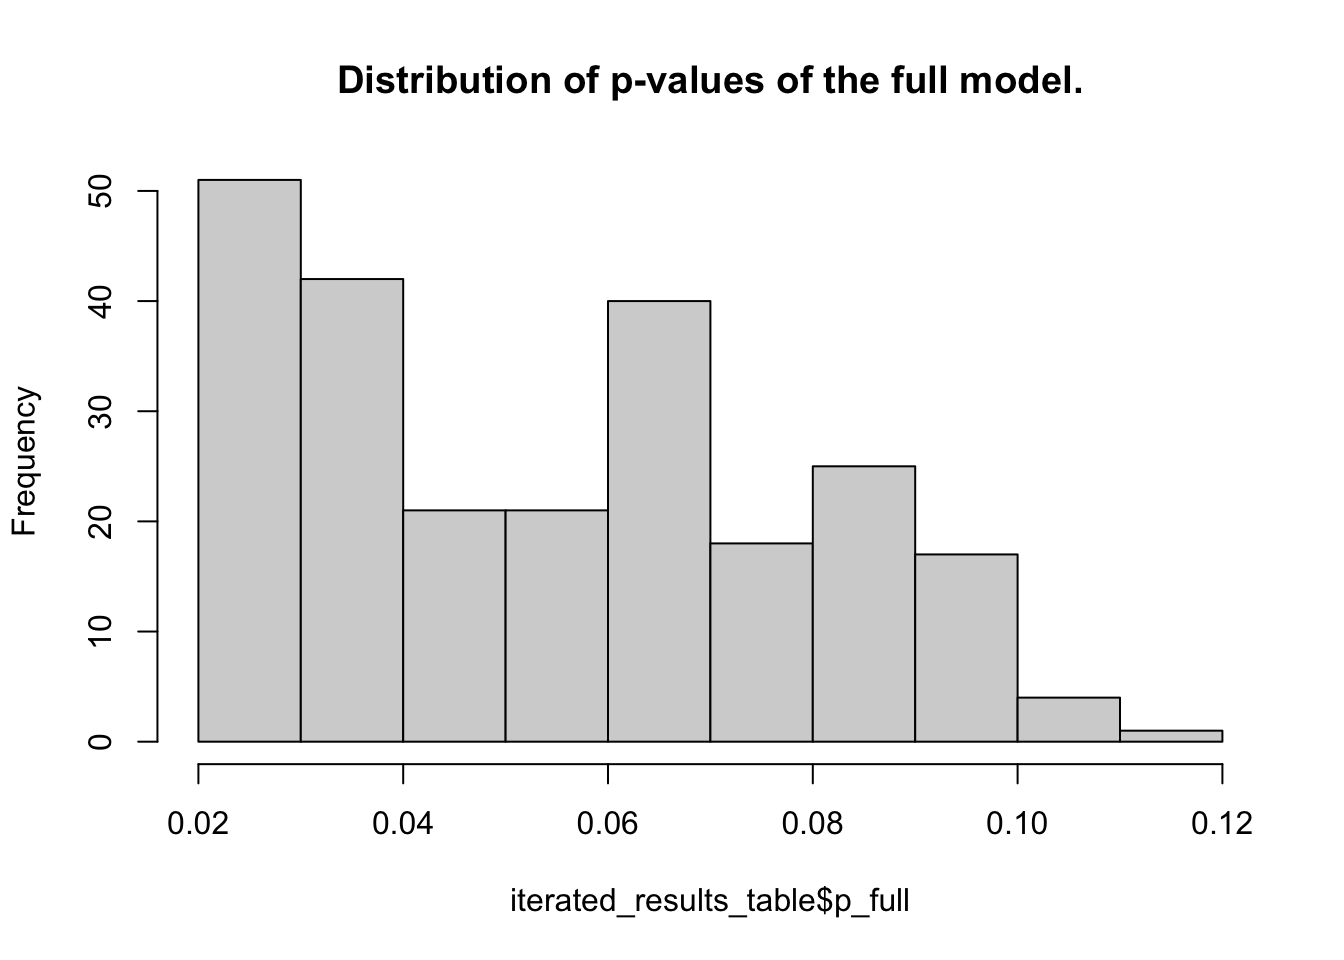 Distribution of p-values of the full model.
Frequency
50
40
30
20
10
0
0.02 0.04 0.06 0.08 0.10 0.12
iterated_results_table$p_full